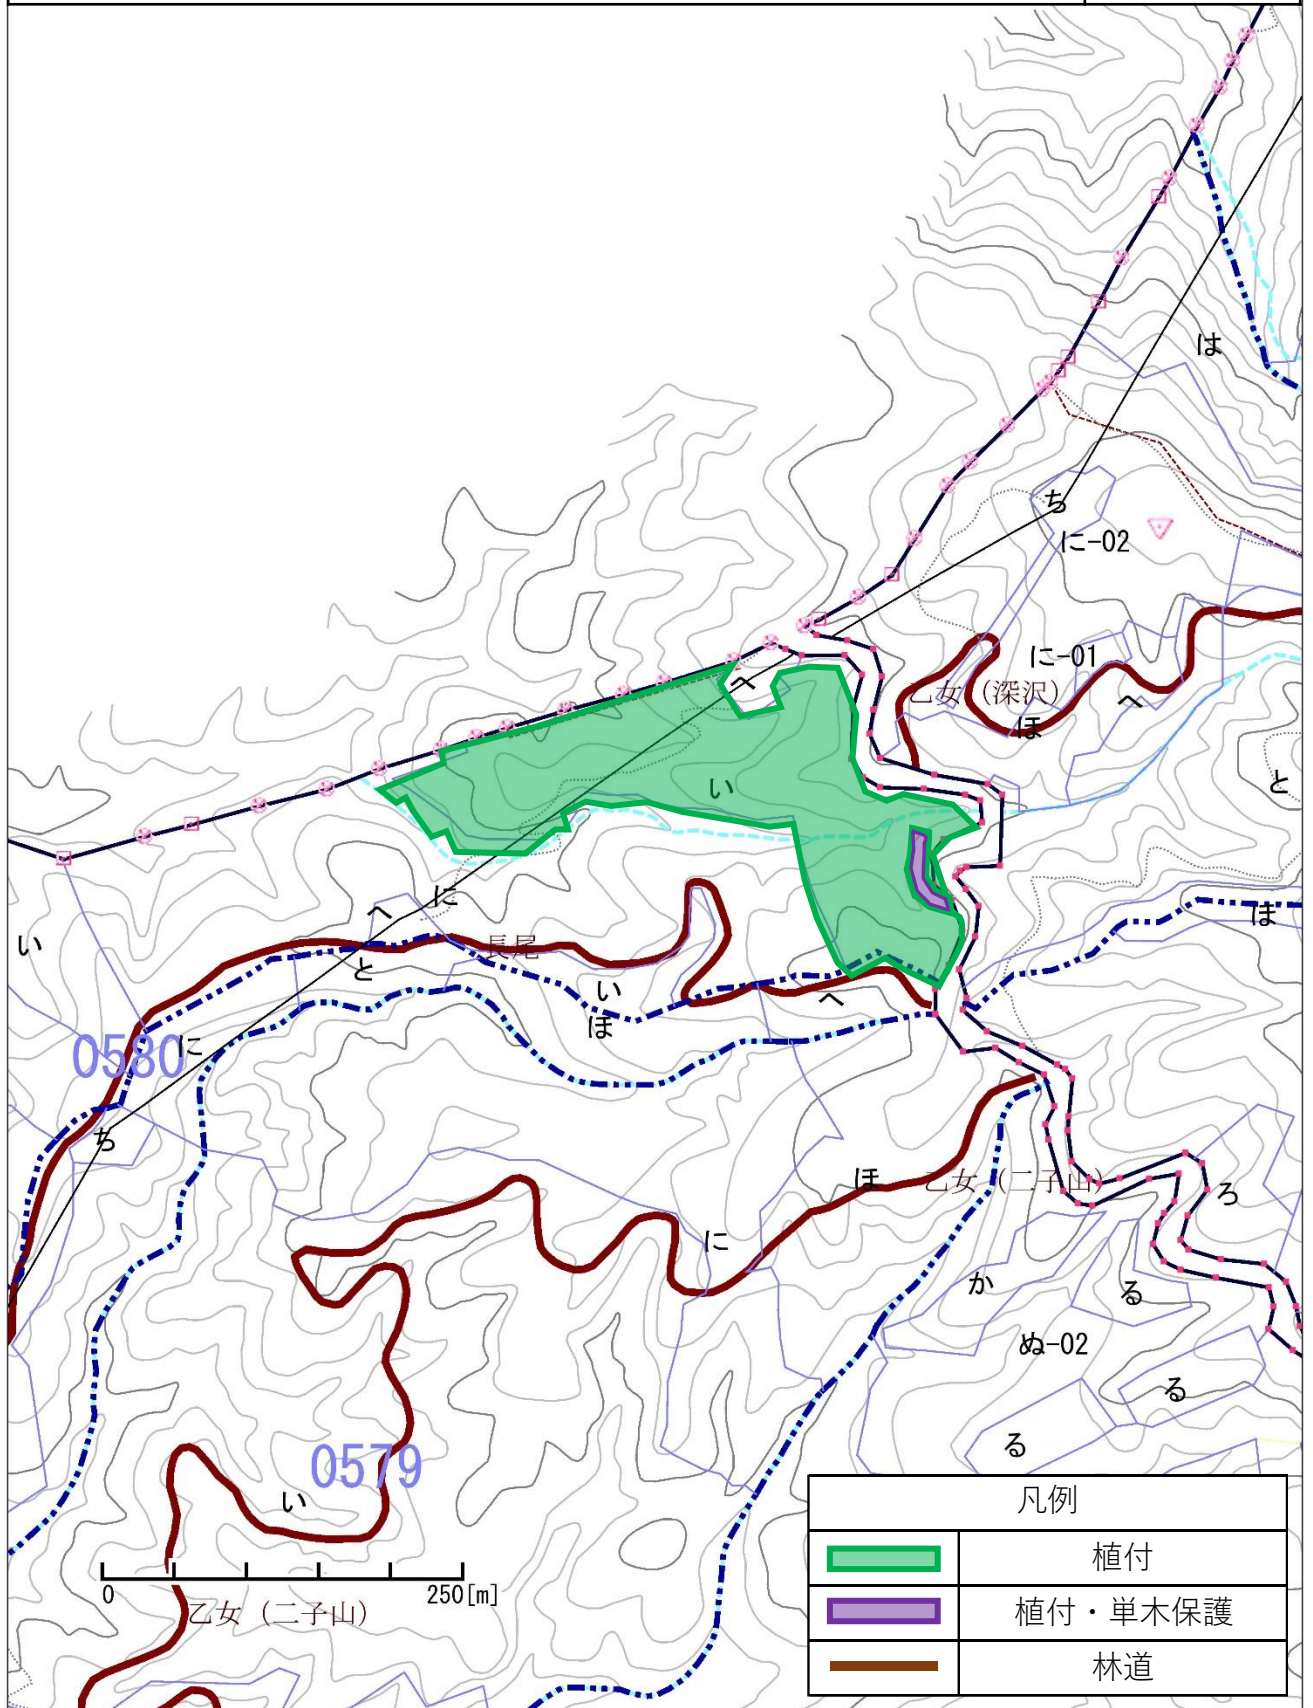 は
ち
に-02
に-01
へ
乙女（深沢）
へ
ほ
と
い
に
へ
ほ
い
長尾
と
い
へ
ほ
0580
に
ち
ほ
乙女（二子山）
ろ
に
か
る
ぬ-02
る
る
0579
い
0
250[m]
乙女（二子山）
凡例
植付
植付・単木保護
林道